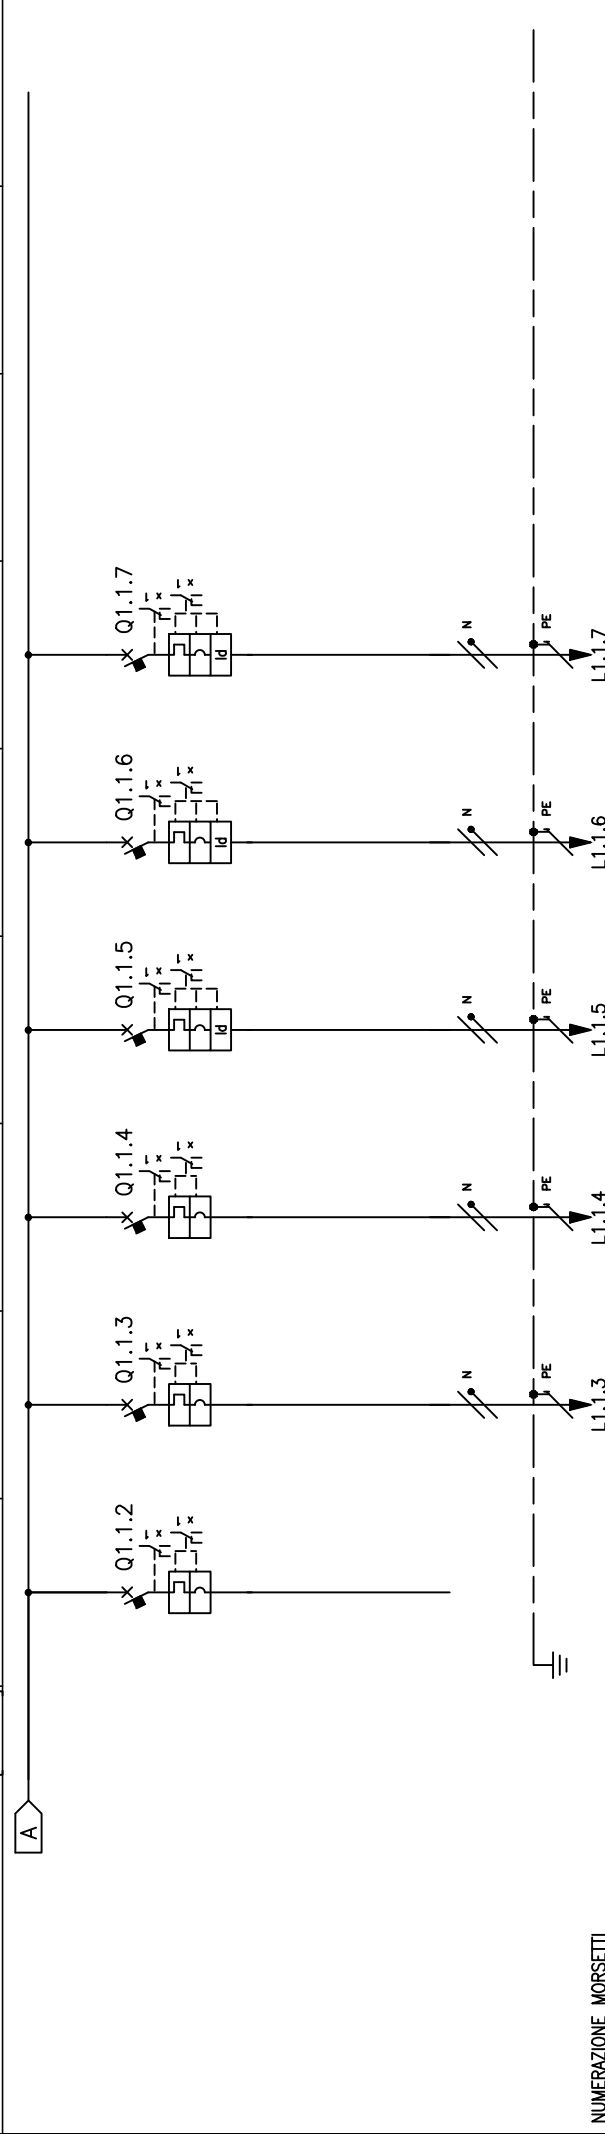 A
Q1.1.2
Q1.1.3
Q1.1.4
Q1.1.5
Q1.1.6
Q1.1.7
Id
Id
Id
N
N
N
N
N
PE
PE
PE
PE
PE
NUMERAZIONE MORSETTI
L1.1.3
L1.1.4
L1.1.5
L1.1.6
L1.1.7